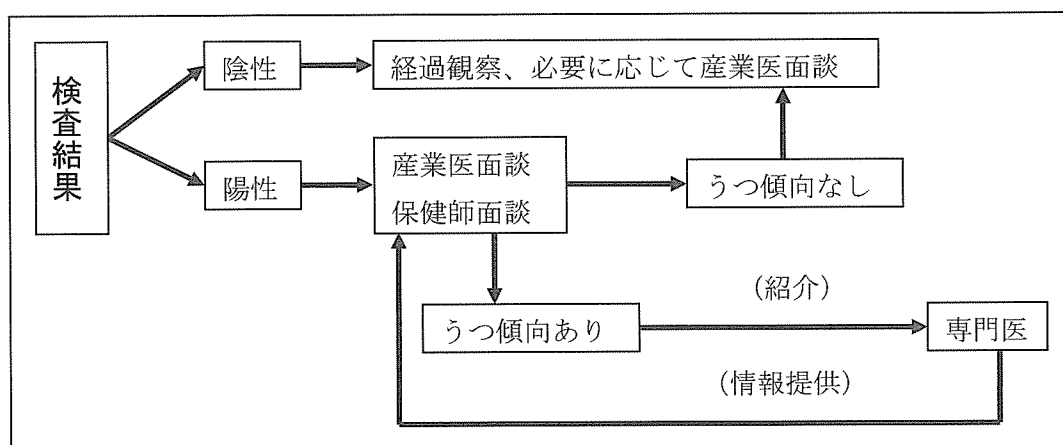 検査結果
陰性
経過観察、必要に応じて産業医面談
陽性
産業医面談
保健師面談
うつ傾向なし
うつ傾向あり
（紹介）
専門医
（情報提供）